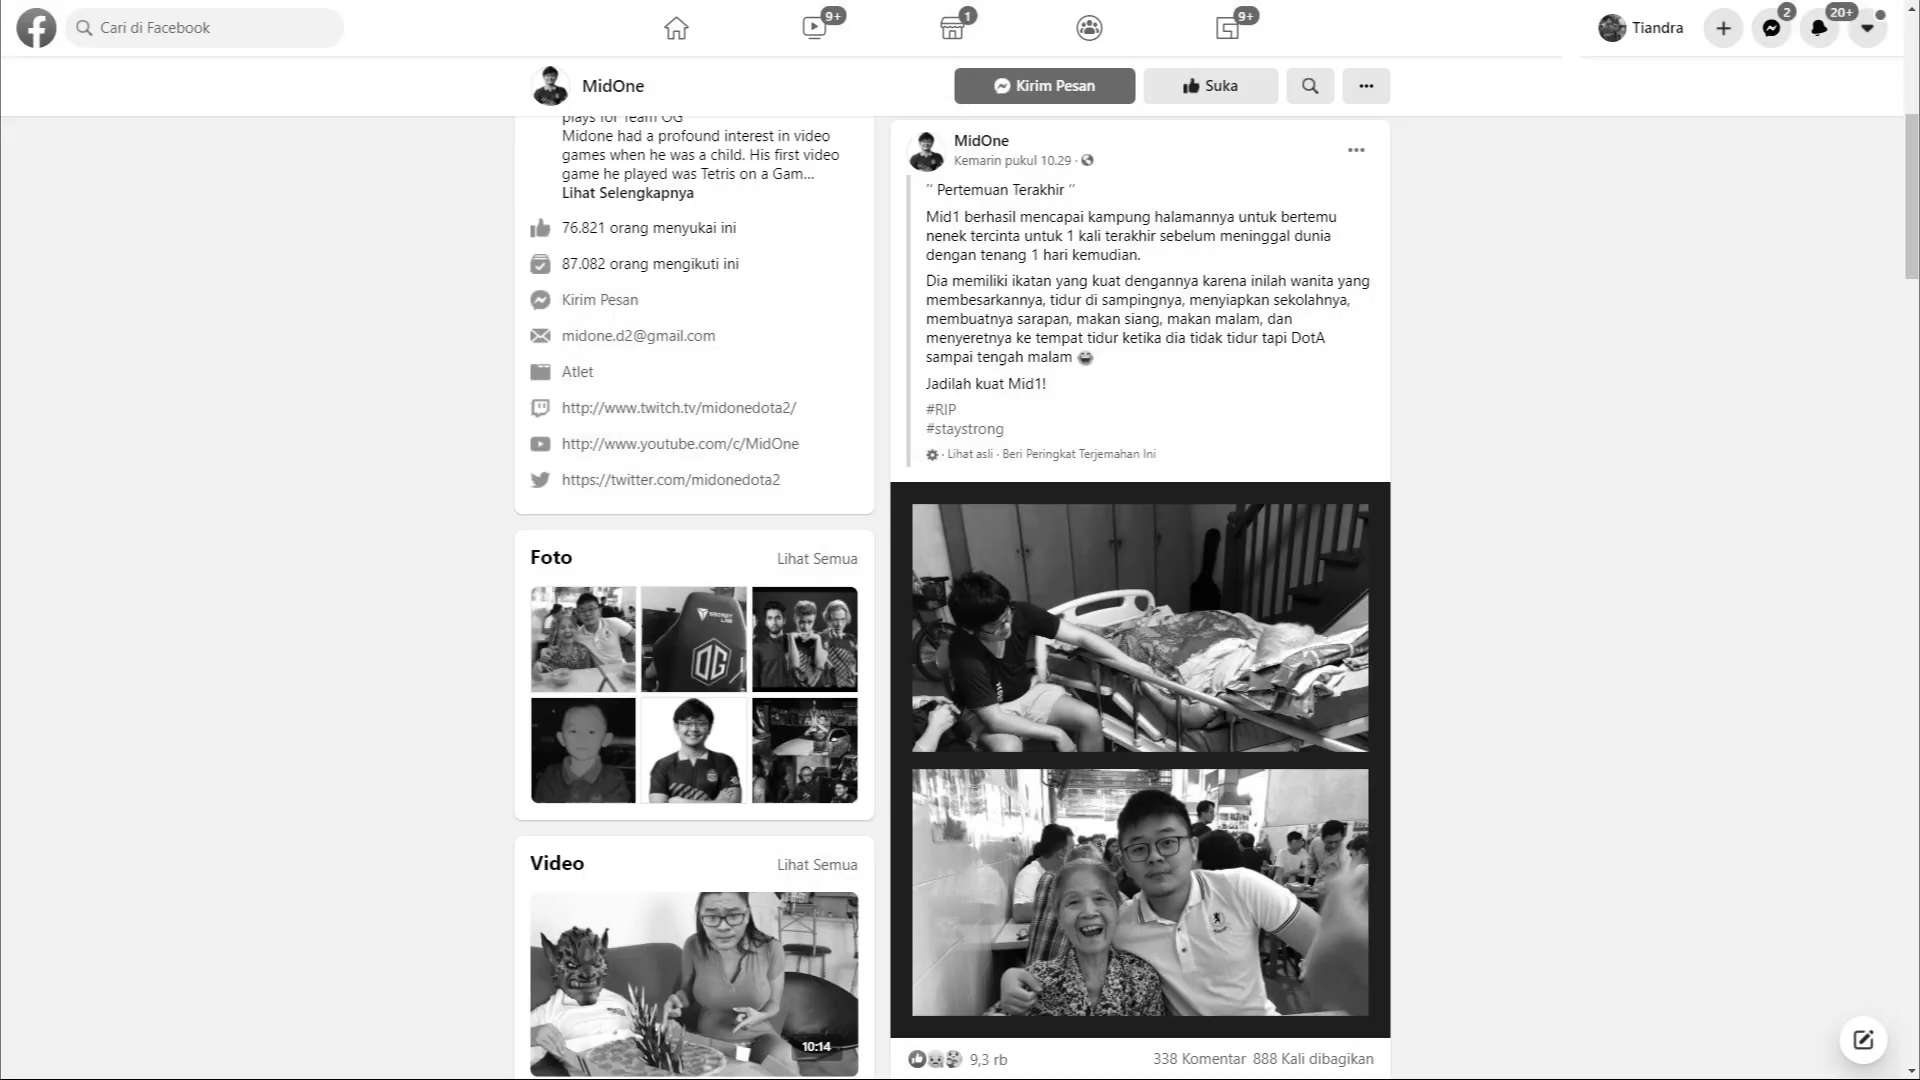 Cari di Facebook
9+
1
9+
Tiandra
2
20+
MidOne
Kirim Pesan
Suka
plays for Team OG
Midone had a profound interest in video
games when he was a child. His first video
game he played was Tetris on a Gam...
Lihat Selengkapnya
76.821 orang menyukai ini
87.082 orang mengikuti ini
Kirim Pesan
midone.d2@gmail.com
Atlet
http://www.twitch.tv/midonedota2/
http://www.youtube.com/c/MidOne
https://twitter.com/midonedota2
Foto
Lihat Semua
SECRET
LAB
OG
Video
Lihat Semua
10:14
MidOne
Kemarin pukul 10.29 ·
" Pertemuan Terakhir "
Mid1 berhasil mencapai kampung halamannya untuk bertemu
nenek tercinta untuk 1 kali terakhir sebelum meninggal dunia
dengan tenang 1 hari kemudian.
Dia memiliki ikatan yang kuat dengannya karena inilah wanita yang
membesarkannya, tidur di sampingnya, menyiapkan sekolahnya,
membuatnya sarapan, makan siang, makan malam, dan
menyeretnya ke tempat tidur ketika dia tidak tidur tapi DotA
sampai tengah malam 😄
Jadilah kuat Mid1!
#RIP
#staystrong
· Lihat asli · Beri Peringkat Terjemahan Ini
9,3 rb
338 Komentar 888 Kali dibagikan